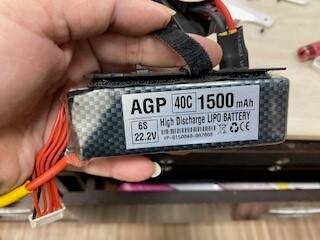 AGP 40C 1500mAh
6S High Discharge LIPO BATTERY
22.2V